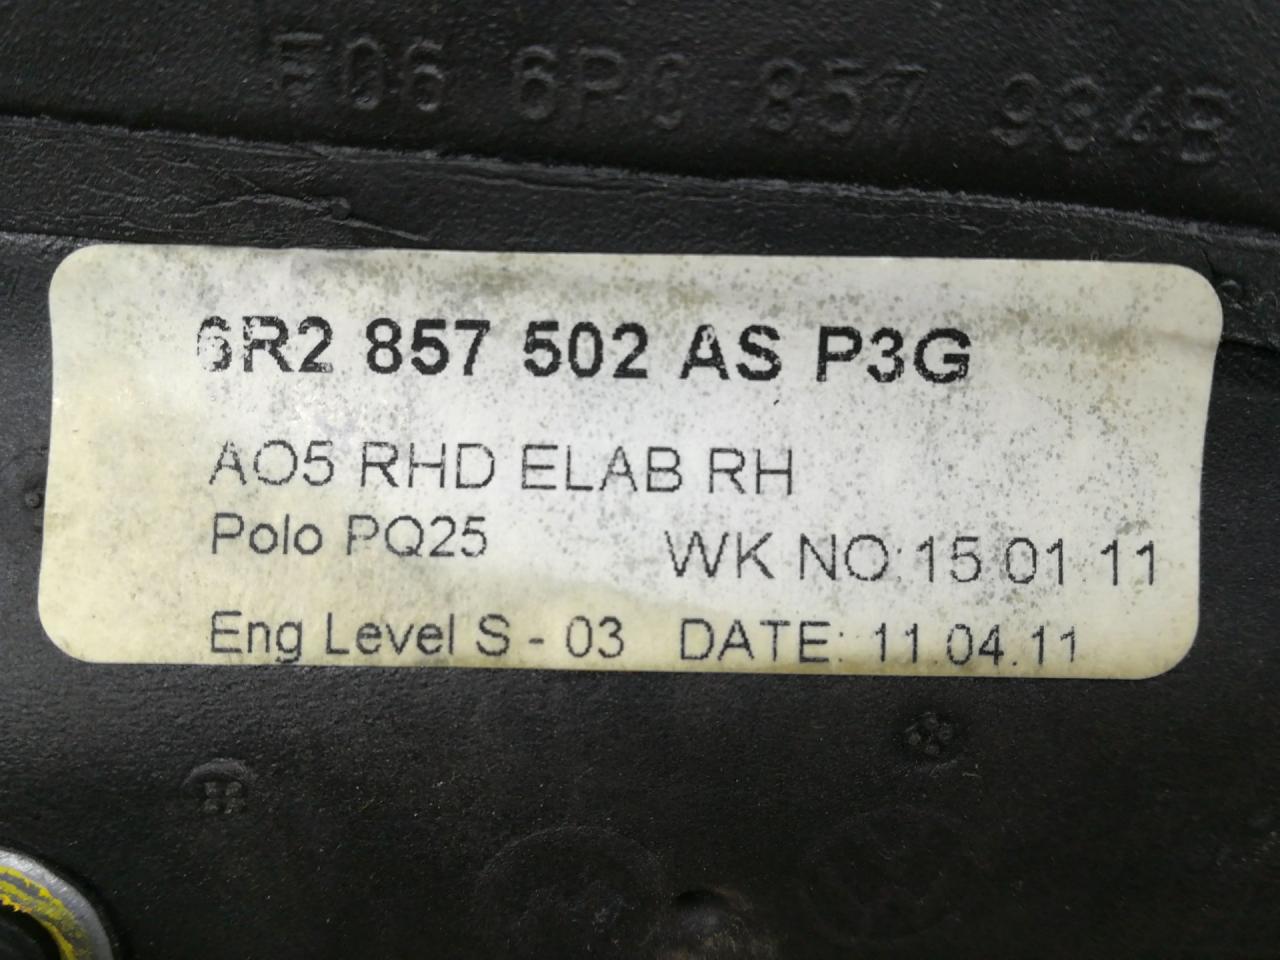 F06 6R0 857 934B
6R2 857 502 AS P3G
AO5 RHD ELAB RH
Polo PQ25 WK NO:15 01 11
Eng Level S - 03 DATE: 11.04.11